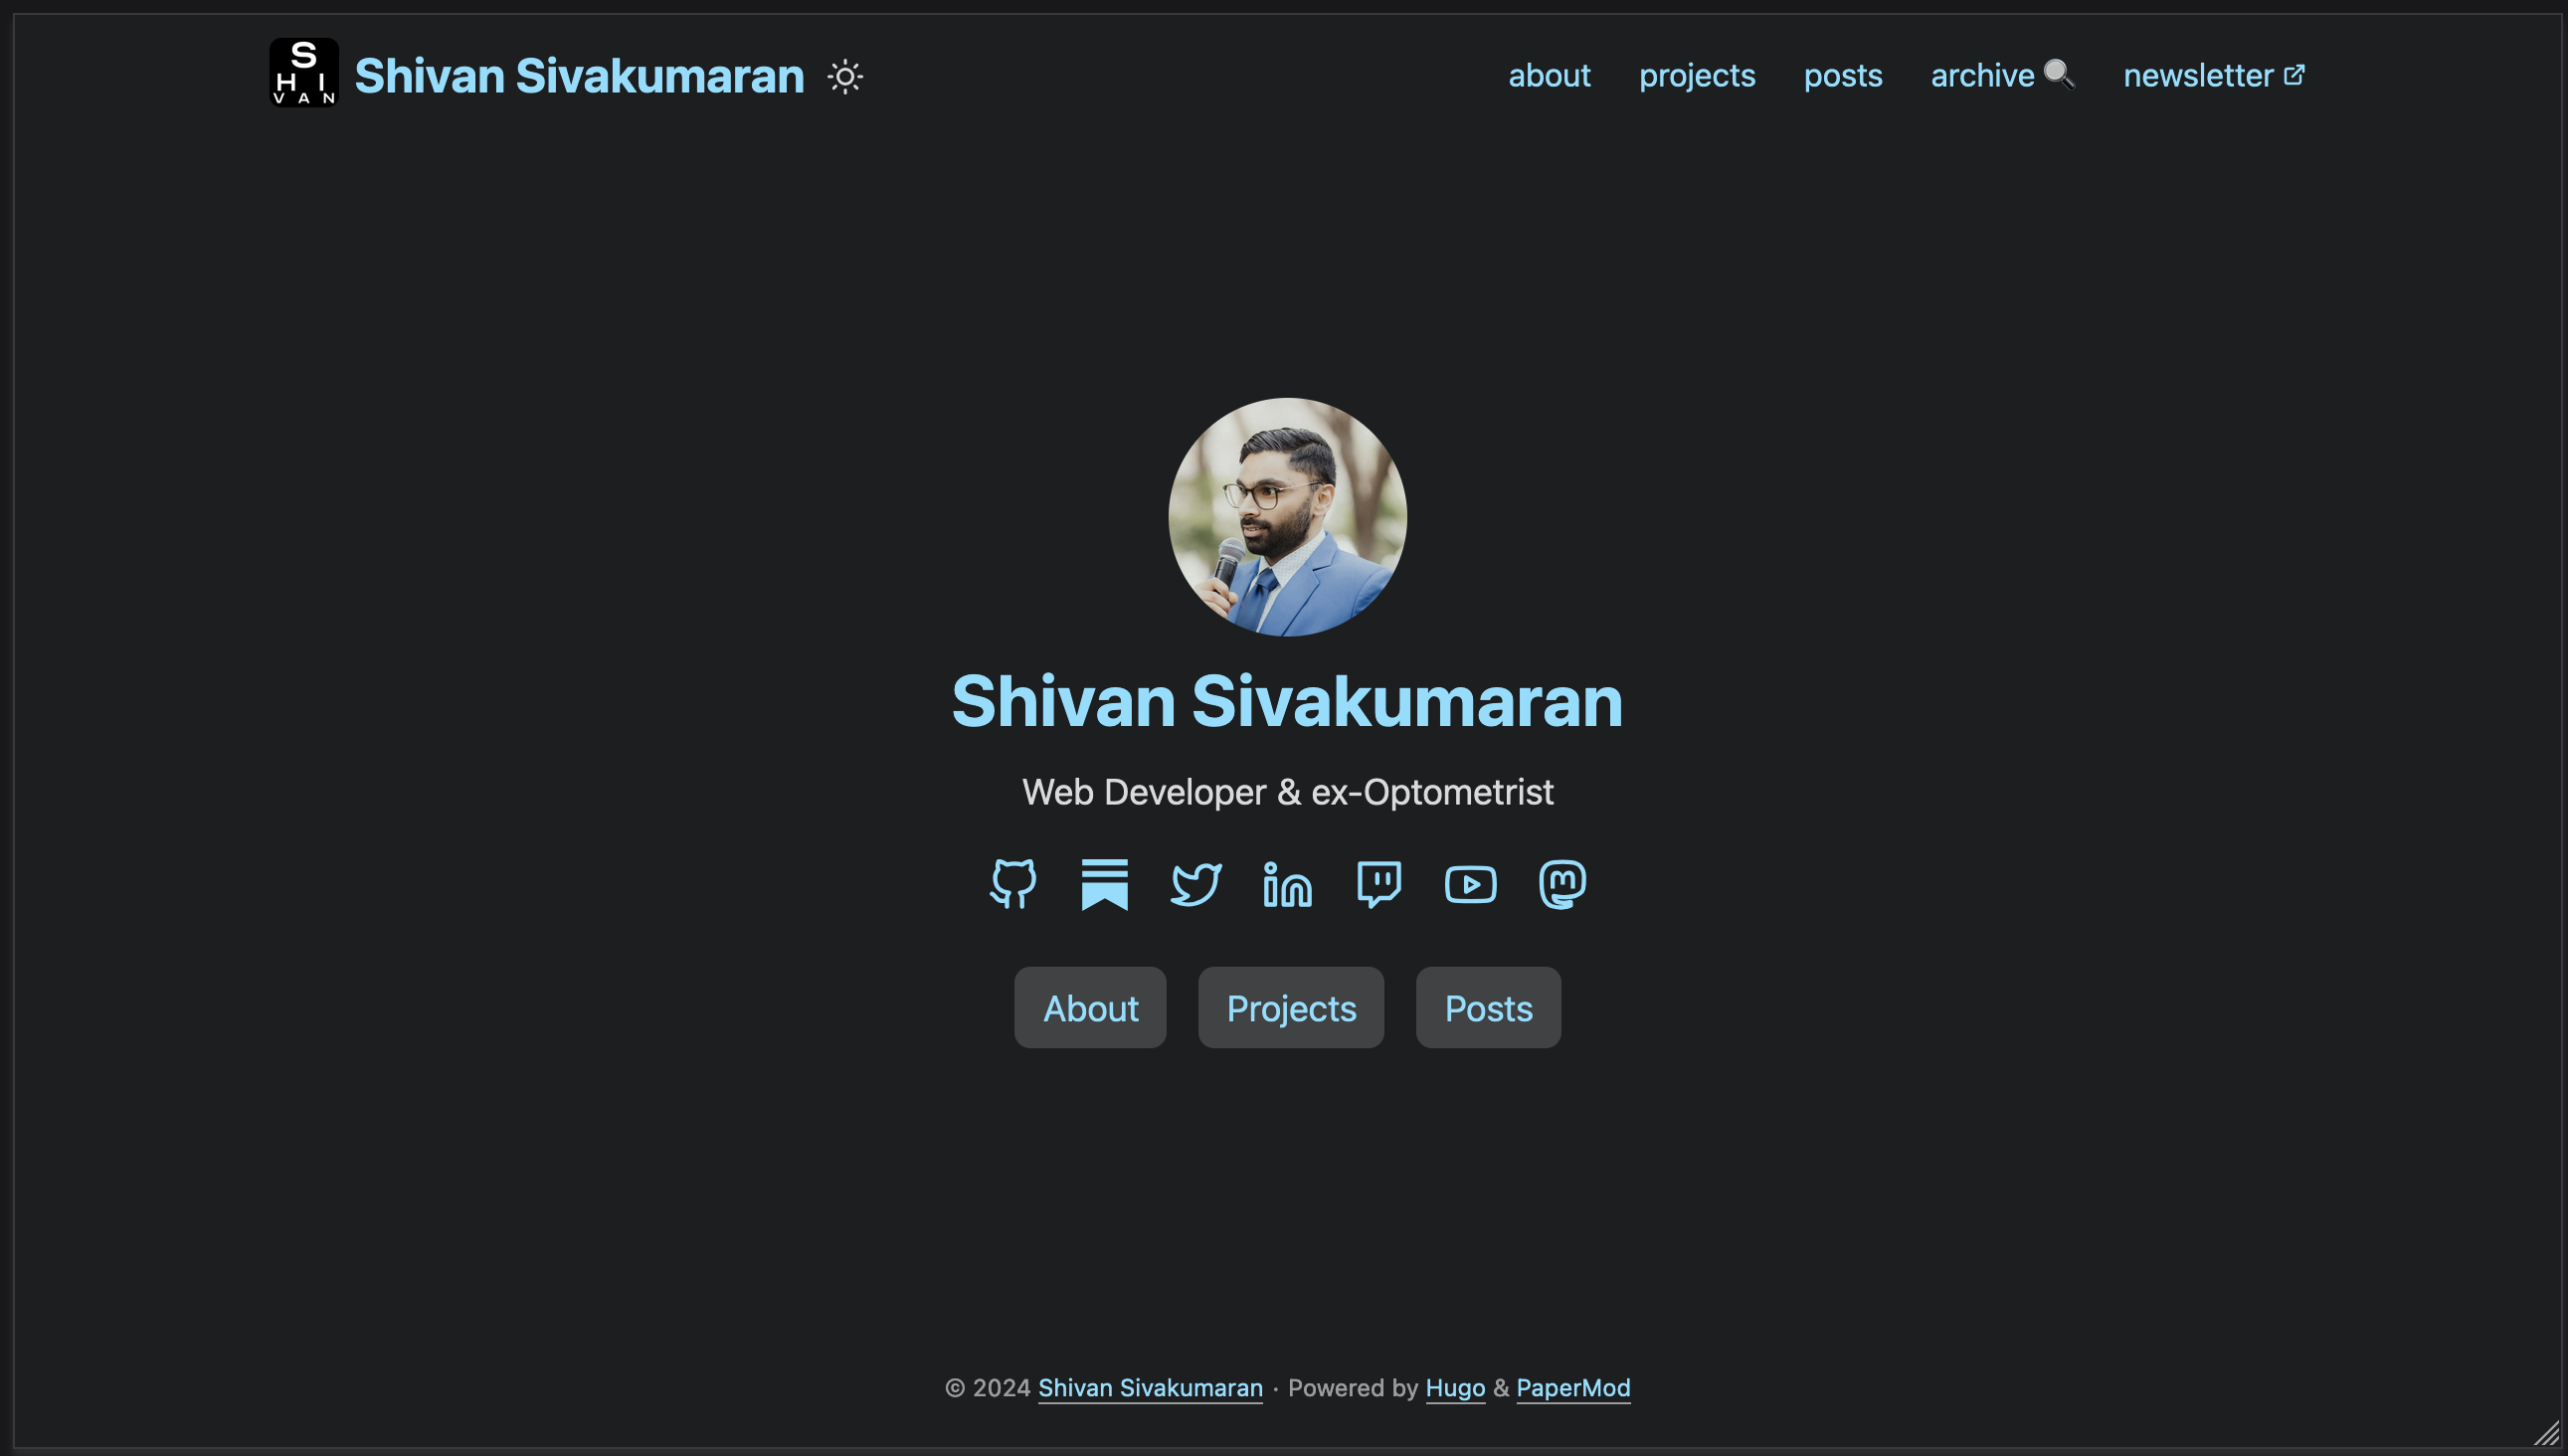 S
H I
V A N
Shivan Sivakumaran
about projects posts archive 🔍 newsletter
Shivan Sivakumaran
Web Developer & ex-Optometrist
About Projects Posts
© 2024 Shivan Sivakumaran · Powered by Hugo & PaperMod